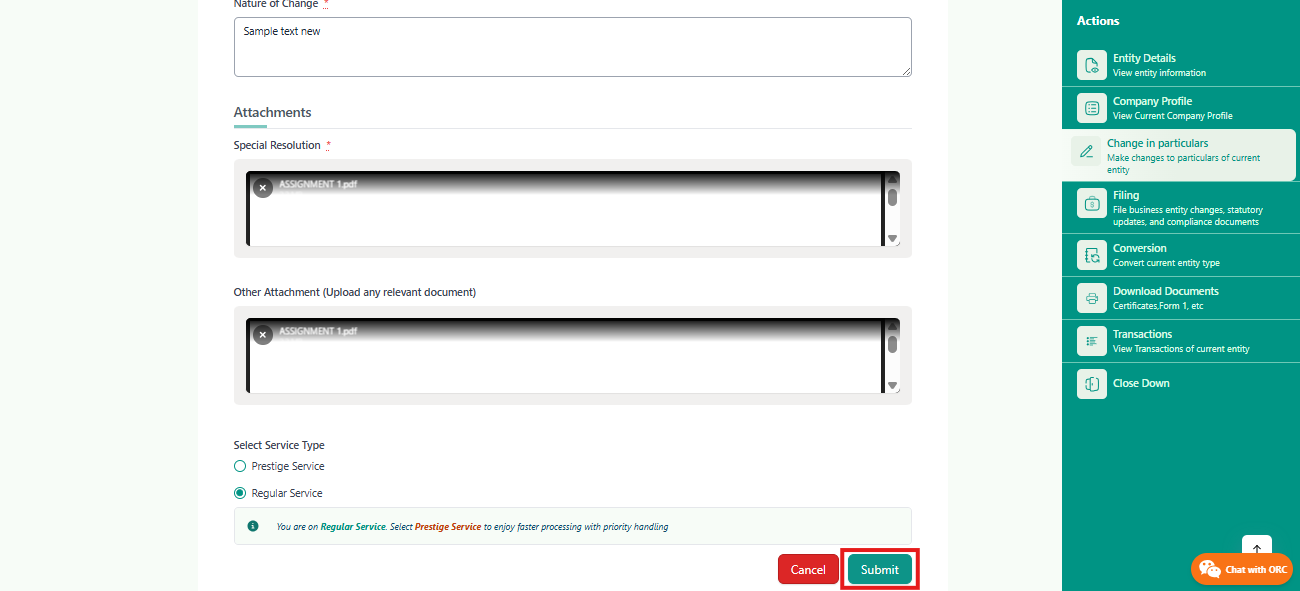 Nature of Change *
Sample text new
Attachments
Special Resolution *
ASSIGNMENT 1.pdf
Other Attachment (Upload any relevant document)
ASSIGNMENT 1.pdf
Select Service Type
Prestige Service
Regular Service
You are on Regular Service. Select Prestige Service to enjoy faster processing with priority handling
Cancel
Submit
Actions
Entity Details
View entity information
Company Profile
View Current Company Profile
Change in particulars
Make changes to particulars of current
entity
Filing
File business entity changes, statutory
updates, and compliance documents
Conversion
Convert current entity type
Download Documents
Certificates,Form 1, etc
Transactions
View Transactions of current entity
Close Down
Chat with ORC